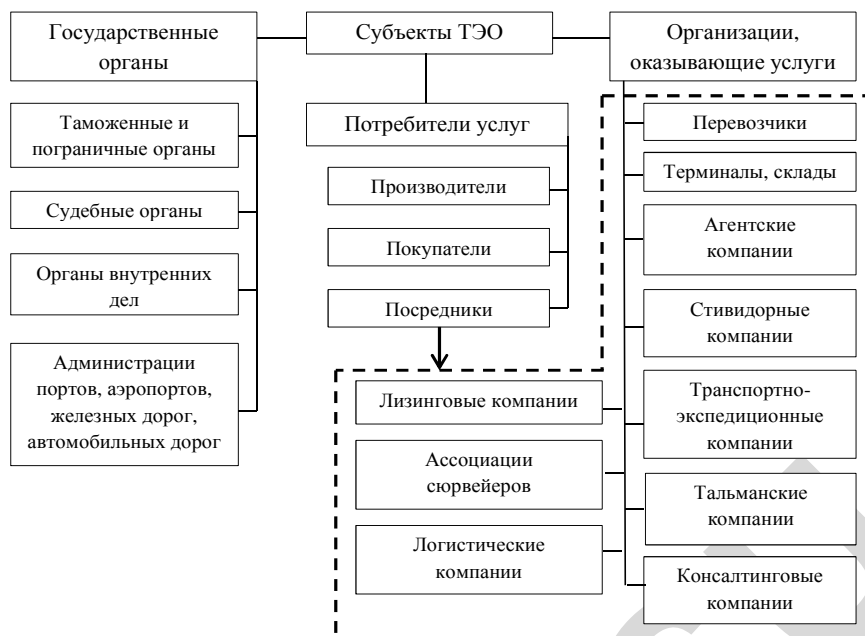 Государственные
органы
Субъекты ТЭО
Организации,
оказывающие услуги
Таможенные и
пограничные органы
Судебные органы
Органы внутренних
дел
Администрации
портов, аэропортов,
железных дорог,
автомобильных дорог
Потребители услуг
Производители
Покупатели
Посредники
Лизинговые компании
Ассоциации
сюрвейеров
Логистические
компании
Перевозчики
Терминалы, склады
Агентские
компании
Стивидорные
компании
Транспортно-
экспедиционные
компании
Тальманские
компании
Консалтинговые
компании